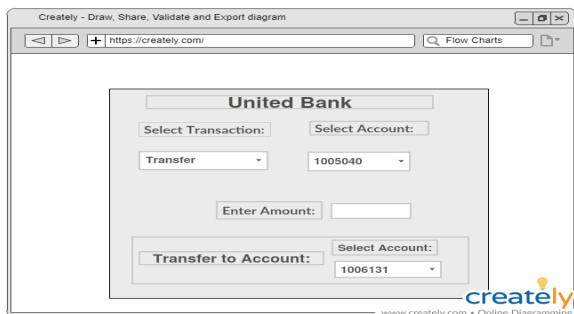 Creately - Draw, Share, Validate and Export diagram
https://creately.com/
Flow Charts
United Bank
Select Transaction:
Select Account:
Transfer
1005040
Enter Amount:
Transfer to Account:
Select Account:
1006131
creately
www.creately.com • Online Diagramming